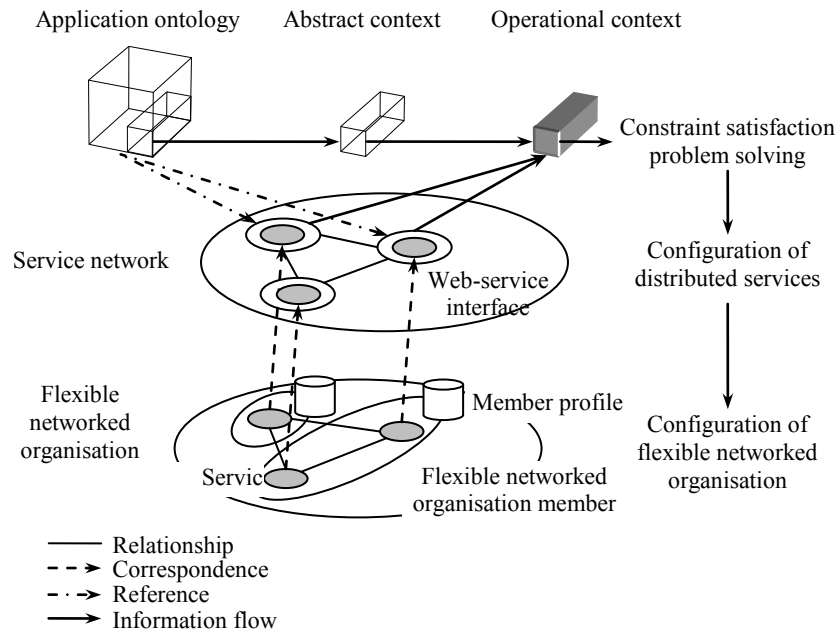 Application ontology
Abstract context
Operational context
Constraint satisfaction
problem solving
Service network
Web-service
interface
Configuration of
distributed services
Flexible
networked
organisation
Member profile
Servic
Flexible networked
organisation member
Configuration of
flexible networked
organisation
Relationship
Correspondence
Reference
Information flow